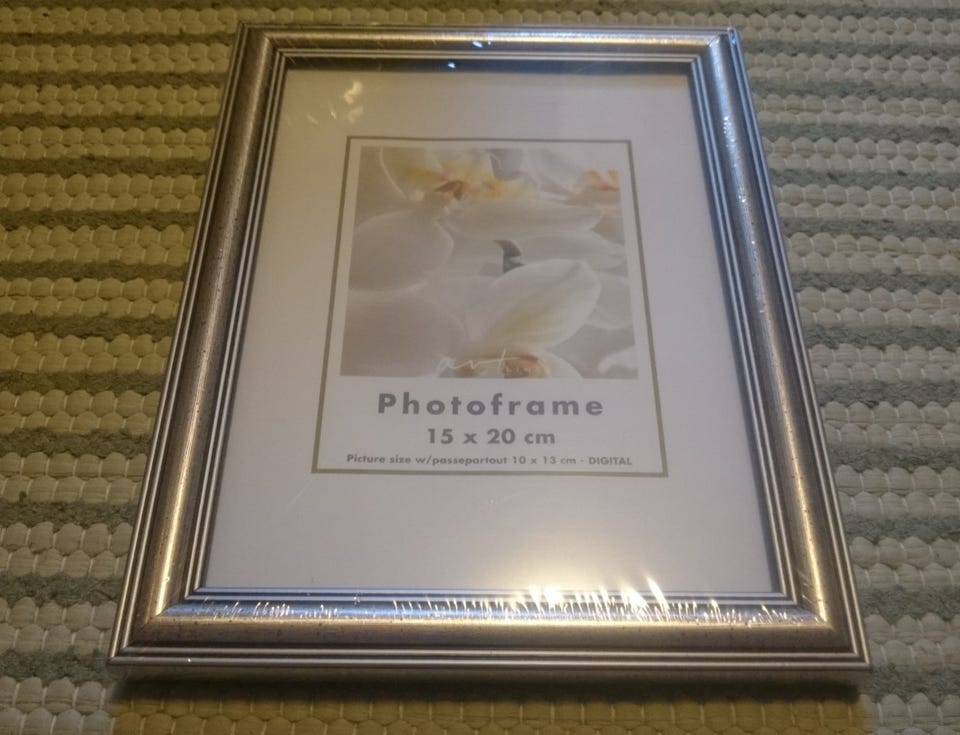 Photoframe
15 x 20 cm
Picture size w/passepartout 10 x 13 cm - DIGITAL